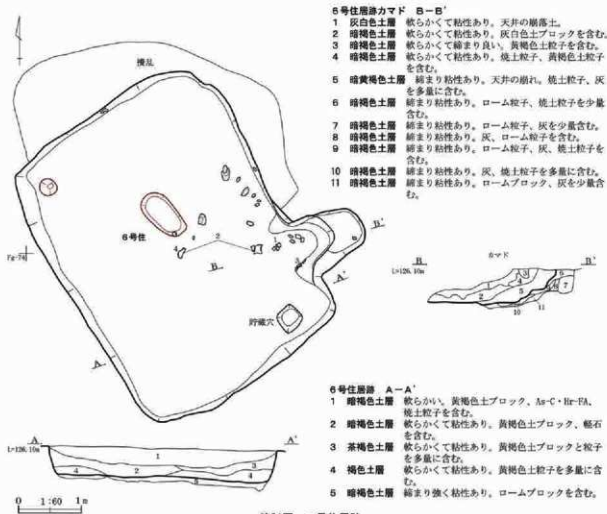 6号住居跡カマド B－B'
1 灰白色土層 軟らかくて粘性あり。天井の崩落土。
2 暗褐色土層 軟らかくて粘性あり。灰白色土ブロックを含む。
3 暗褐色土層 軟らかくて締まり良い。黄褐色土粒子を含む。
4 暗褐色土層 軟らかくて粘性あり。焼土粒子、黄褐色土粒子
を含む。
5 暗黄褐色土層 締まり粘性あり。天井の崩れ。焼土粒子、灰
を多量に含む。
6 暗褐色土層 締まり粘性あり。ローム粒子、焼土粒子を少量
含む。
7 暗褐色土層 締まり粘性あり。ローム粒子、灰を少量含む。
8 暗褐色土層 締まり粘性あり。灰、ローム粒子を含む。
9 暗褐色土層 締まり粘性あり。ローム粒子、灰、焼土粒子を
含む。
10 暗褐色土層 締まり粘性あり。灰、焼土粒子を多量に含む。
11 暗褐色土層 締まり粘性あり。ロームブロック、灰を少量含
む。
撹乱
6号住
4 2 1
3
B B'
A'
貯蔵穴
A
カマド
B B'
L=126.10m
3 6
4
2 5 8 7
10 11
6号住居跡 A－A'
1 暗褐色土層 軟らかい。黄褐色土ブロック、As-C・Hr-FA、
焼土粒子を含む。
2 暗褐色土層 軟らかくて粘性あり。黄褐色土ブロック、軽石
を含む。
3 茶褐色土層 軟らかくて粘性あり。黄褐色土ブロックと粒子
を多量に含む。
4 褐色土層 軟らかくて粘性あり。黄褐色土粒子を多量に含
む。
5 暗褐色土層 締まり強く粘性あり。ロームブロックを含む。
A A'
L=126.10m
1
4 2 3 4
5
0 1:60 1m